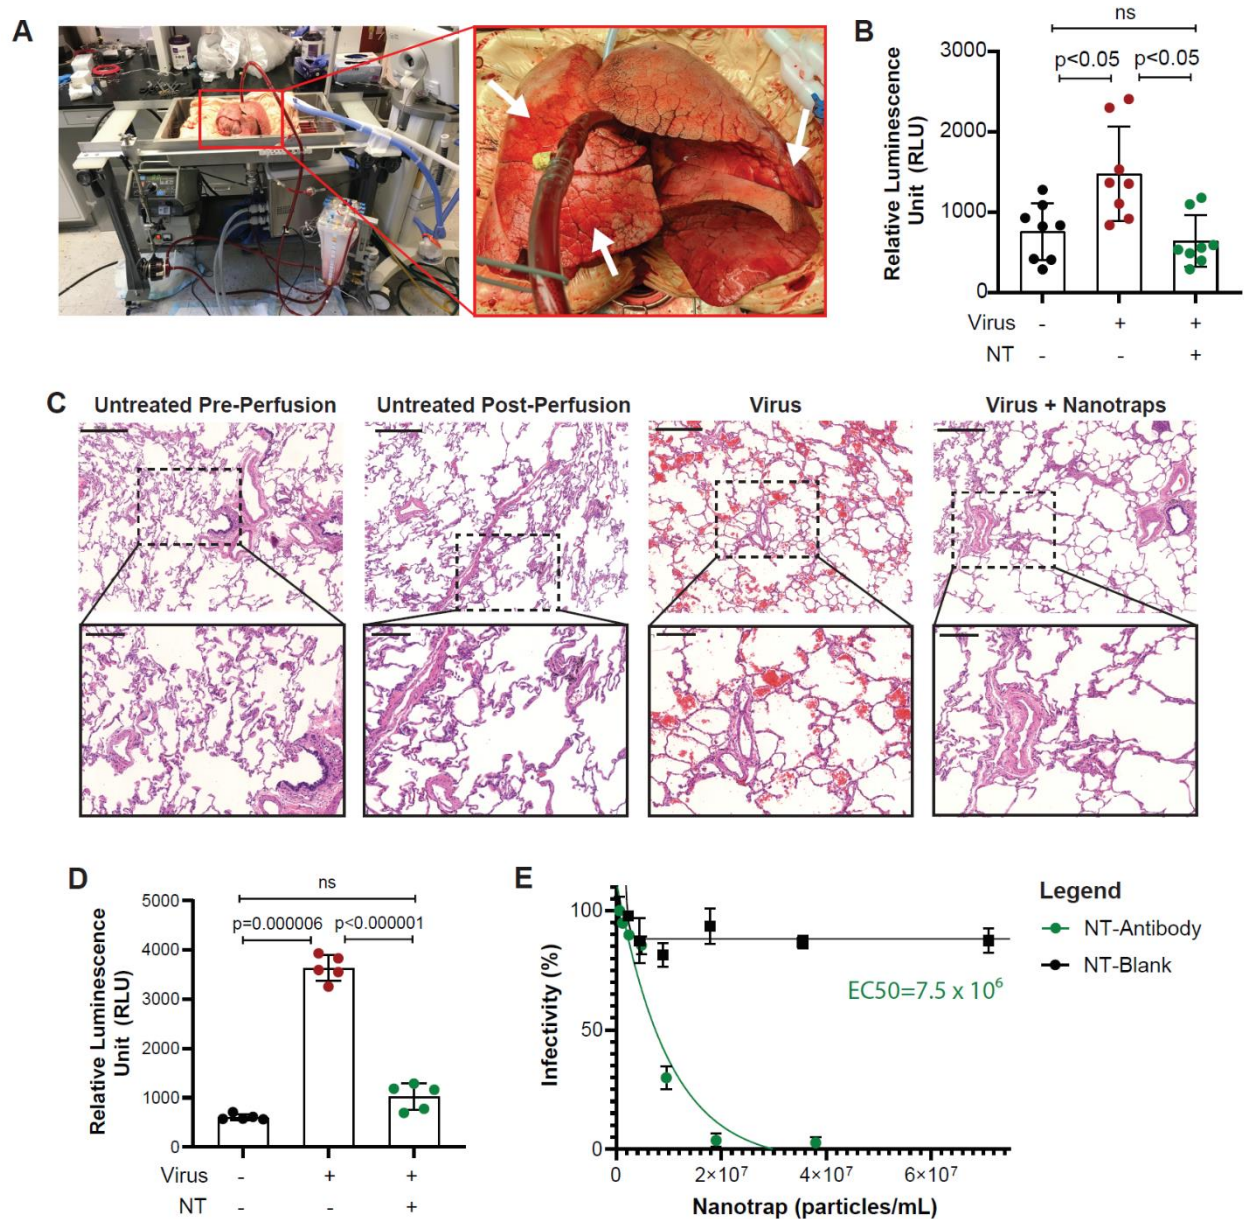 A
B
ns
p<0.05 p<0.05
3000
2000
1000
0
Relative Luminescence
Unit (RLU)
Virus - + +
NT - - +
C
Untreated Pre-Perfusion Untreated Post-Perfusion Virus Virus + Nanotraps
D
ns
p=0.000006 p<0.000001
5000
4000
3000
2000
1000
0
Relative Luminescence
Unit (RLU)
Virus - + +
NT - - +
E
100
50
0
Infectivity (%)
EC50=7.5 x 10⁶
0 2×10⁷ 4×10⁷ 6×10⁷
Nanotrap (particles/mL)
Legend
NT-Antibody
NT-Blank